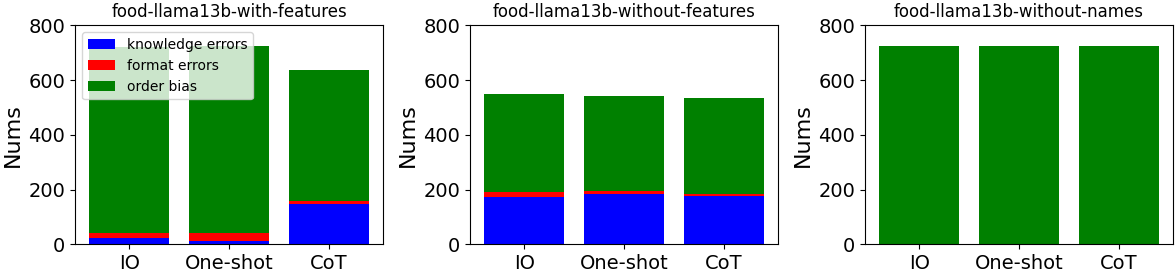 food-llama13b-with-features
Nums
800
600
400
200
0
knowledge errors
format errors
order bias
IO One-shot CoT
food-llama13b-without-features
Nums
800
600
400
200
0
IO One-shot CoT
food-llama13b-without-names
Nums
800
600
400
200
0
IO One-shot CoT